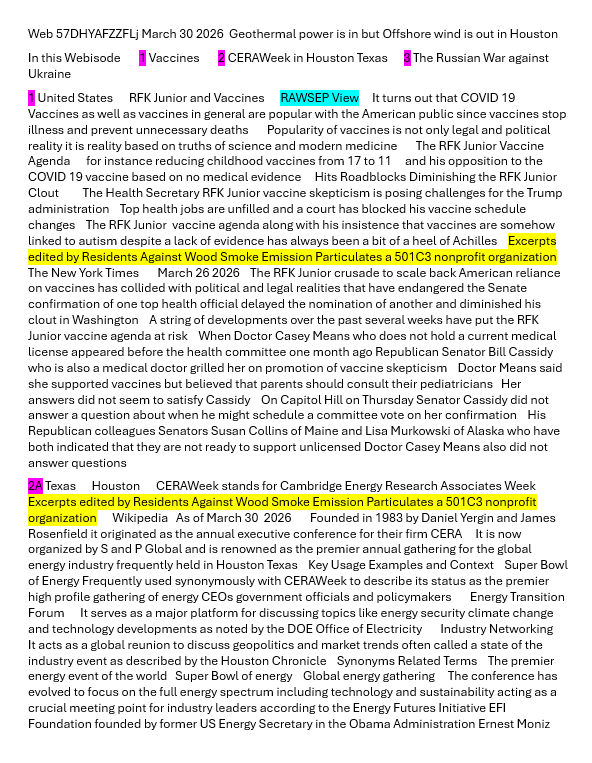 Web 57DHYAFZZFLj March 30 2026  Geothermal power is in but Offshore wind is out in Houston
In this Webisode    1 Vaccines    2 CERAWeek in Houston Texas    3 The Russian War against
Ukraine
1 United States    RFK Junior and Vaccines    RAWSEP View    It turns out that COVID 19
Vaccines as well as vaccines in general are popular with the American public since vaccines stop
illness and prevent unnecessary deaths    Popularity of vaccines is not only legal and political
reality it is reality based on truths of science and modern medicine    The RFK Junior Vaccine
Agenda    for instance reducing childhood vaccines from 17 to 11    and his opposition to the
COVID 19 vaccine based on no medical evidence    Hits Roadblocks Diminishing the RFK Junior
Clout    The Health Secretary RFK Junior vaccine skepticism is posing challenges for the Trump
administration    Top health jobs are unfilled and a court has blocked his vaccine schedule
changes    The RFK Junior  vaccine agenda along with his insistence that vaccines are somehow
linked to autism despite a lack of evidence has always been a bit of a heel of Achilles    Excerpts
edited by Residents Against Wood Smoke Emission Particulates a 501C3 nonprofit organization
The New York Times    March 26 2026    The RFK Junior crusade to scale back American reliance
on vaccines has collided with political and legal realities that have endangered the Senate
confirmation of one top health official delayed the nomination of another and diminished his
clout in Washington    A string of developments over the past several weeks have put the RFK
Junior vaccine agenda at risk    When Doctor Casey Means who does not hold a current medical
license appeared before the health committee one month ago Republican Senator Bill Cassidy
who is also a medical doctor grilled her on promotion of vaccine skepticism    Doctor Means said
she supported vaccines but believed that parents should consult their pediatricians    Her
answers did not seem to satisfy Cassidy    On Capitol Hill on Thursday Senator Cassidy did not
answer a question about when he might schedule a committee vote on her confirmation    His
Republican colleagues Senators Susan Collins of Maine and Lisa Murkowski of Alaska who have
both indicated that they are not ready to support unlicensed Doctor Casey Means also did not
answer questions
2A Texas    Houston    CERAWeek stands for Cambridge Energy Research Associates Week
Excerpts edited by Residents Against Wood Smoke Emission Particulates a 501C3 nonprofit
organization    Wikipedia    As of March 30  2026    Founded in 1983 by Daniel Yergin and James
Rosenfield it originated as the annual executive conference for their firm CERA    It is now
organized by S and P Global and is renowned as the premier annual gathering for the global
energy industry frequently held in Houston Texas    Key Usage Examples and Context    Super Bowl
of Energy Frequently used synonymously with CERAWeek to describe its status as the premier
high profile gathering of energy CEOs government officials and policymakers    Energy Transition
Forum    It serves as a major platform for discussing topics like energy security climate change
and technology developments as noted by the DOE Office of Electricity    Industry Networking
It acts as a global reunion to discuss geopolitics and market trends often called a state of the
industry event as described by the Houston Chronicle    Synonyms Related Terms    The premier
energy event of the world    Super Bowl of energy    Global energy gathering    The conference has
evolved to focus on the full energy spectrum including technology and sustainability acting as a
crucial meeting point for industry leaders according to the Energy Futures Initiative EFI
Foundation founded by former US Energy Secretary in the Obama Administration Ernest Moniz